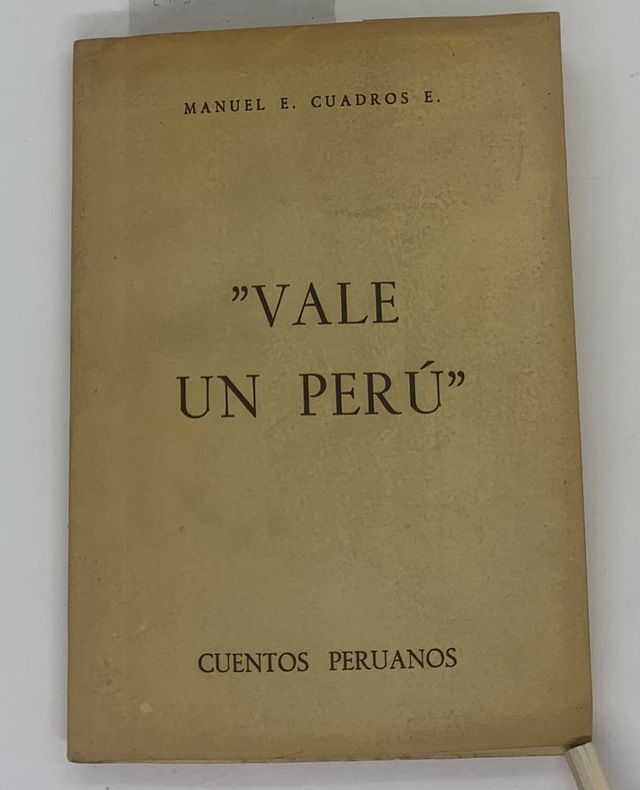 MANUEL E. CUADROS E.
”VALE
UN PERÚ”
CUENTOS PERUANOS